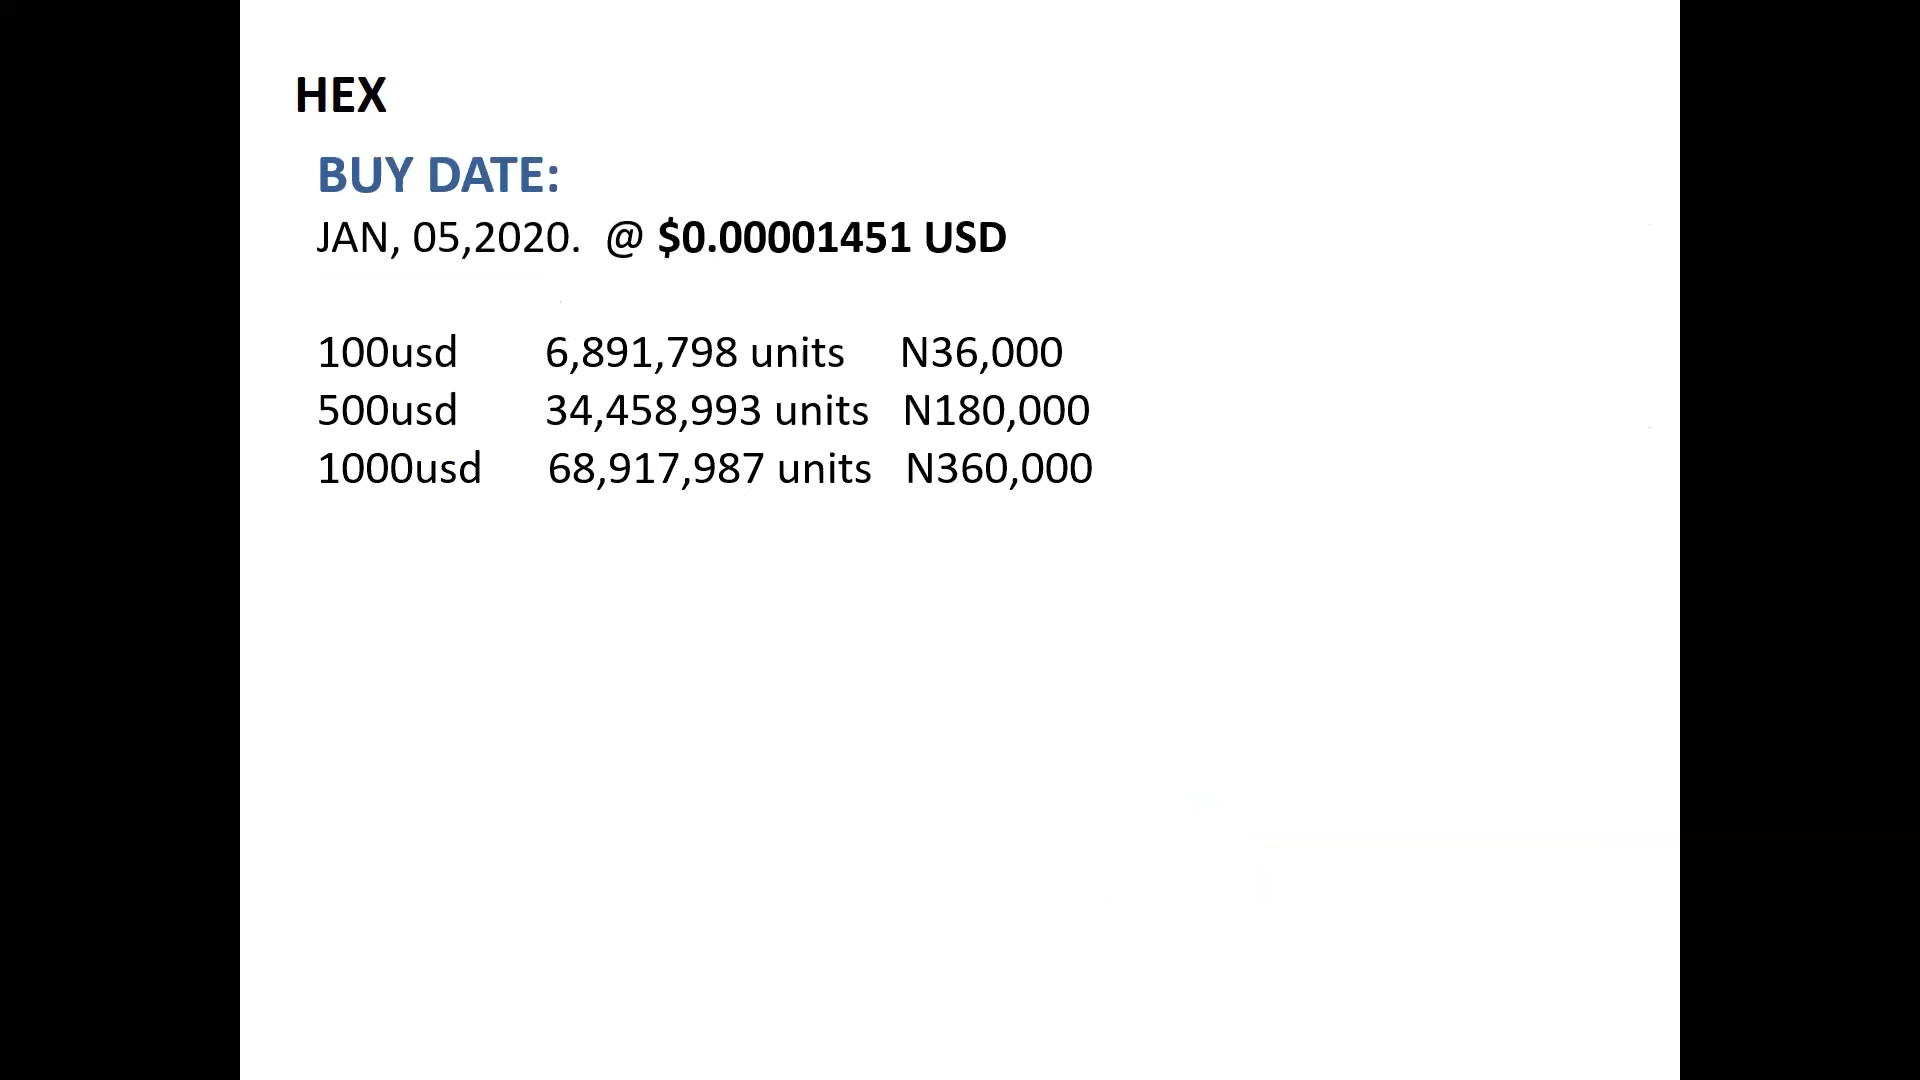 HEX
BUY DATE:
JAN, 05,2020. @ $0.00001451 USD
100usd 6,891,798 units N36,000
500usd 34,458,993 units N180,000
1000usd 68,917,987 units N360,000